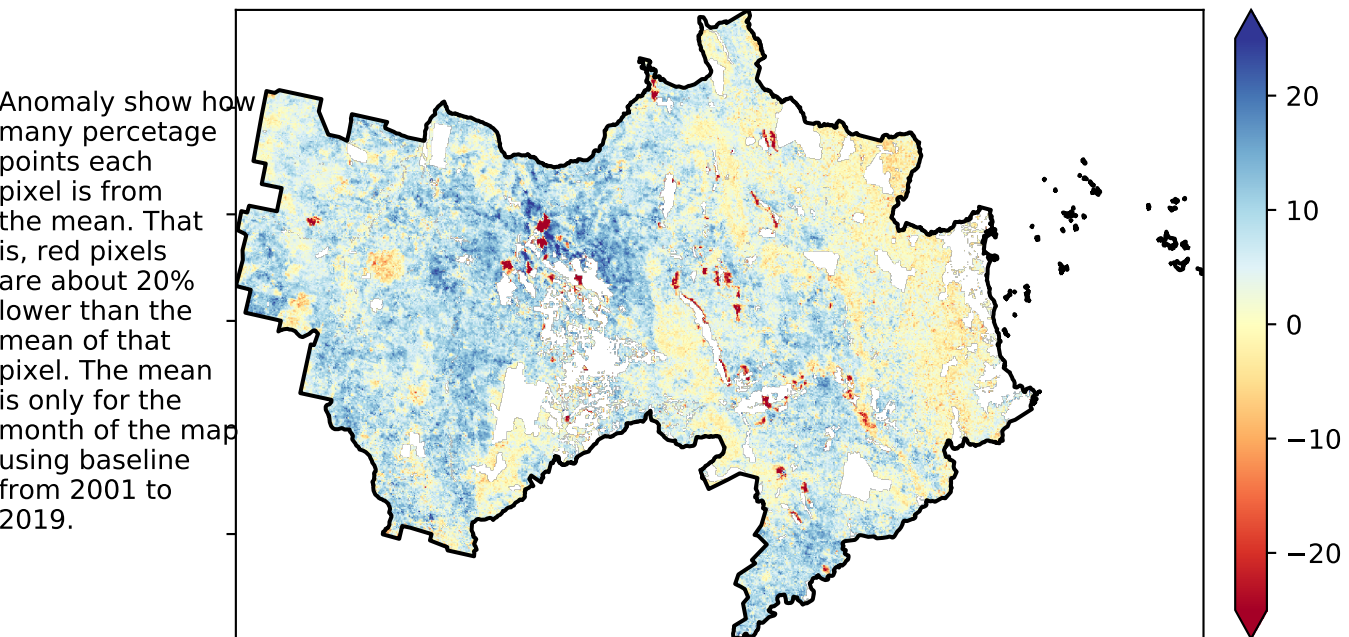 Anomaly show how
many percetage
points each
pixel is from
the mean. That
is, red pixels
are about 20%
lower than the
mean of that
pixel. The mean
is only for the
month of the map
using baseline
from 2001 to
2019.
20
10
0
−10
−20